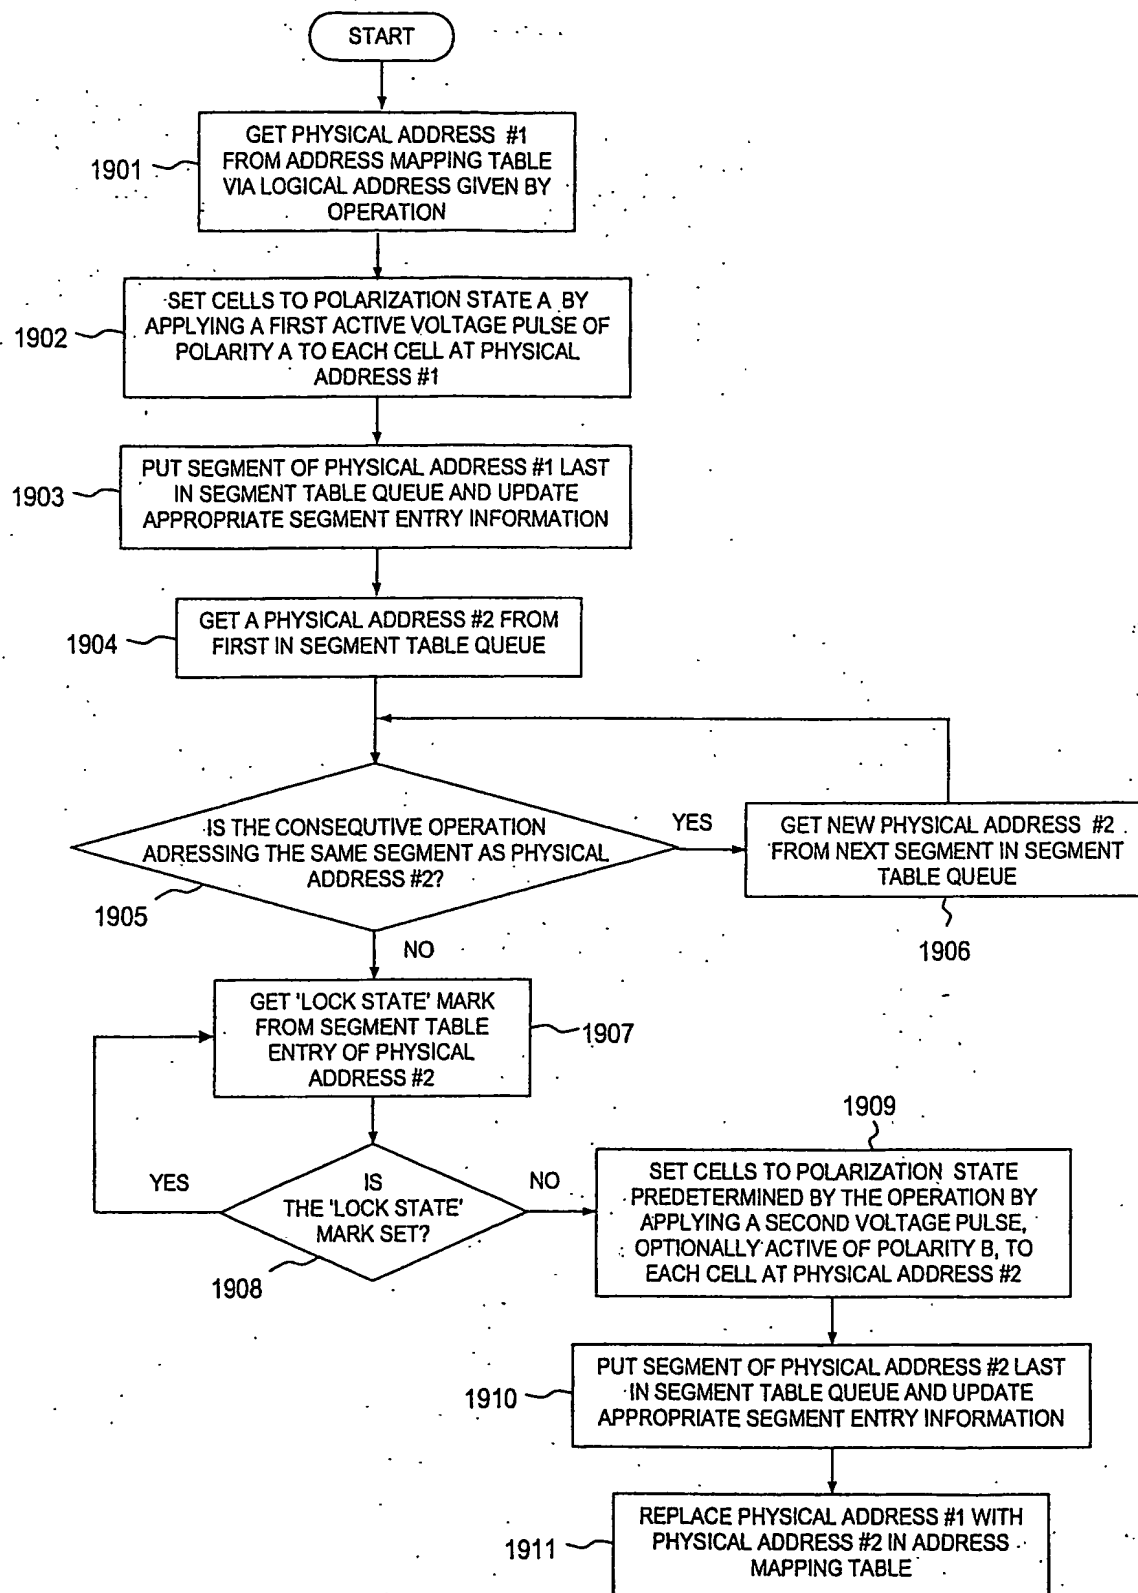 START
GET PHYSICAL ADDRESS #1
FROM ADDRESS MAPPING TABLE
VIA LOGICAL ADDRESS GIVEN BY
OPERATION
1901
SET CELLS TO POLARIZATION STATE A BY
APPLYING A FIRST ACTIVE VOLTAGE PULSE OF
POLARITY A TO EACH CELL AT PHYSICAL
ADDRESS #1
1902
PUT SEGMENT OF PHYSICAL ADDRESS #1 LAST
IN SEGMENT TABLE QUEUE AND UPDATE
APPROPRIATE SEGMENT ENTRY INFORMATION
1903
GET A PHYSICAL ADDRESS #2 FROM
FIRST IN SEGMENT TABLE QUEUE
1904
IS THE CONSEQUTIVE OPERATION
ADRESSING THE SAME SEGMENT AS PHYSICAL
ADDRESS #2?
1905
YES
GET NEW PHYSICAL ADDRESS #2
FROM NEXT SEGMENT IN SEGMENT
TABLE QUEUE
1906
NO
GET 'LOCK STATE' MARK
FROM SEGMENT TABLE
ENTRY OF PHYSICAL
ADDRESS #2
1907
IS
THE 'LOCK STATE'
MARK SET?
1908
YES
NO
1909
SET CELLS TO POLARIZATION STATE
PREDETERMINED BY THE OPERATION BY
APPLYING A SECOND VOLTAGE PULSE,
OPTIONALLY ACTIVE OF POLARITY B, TO
EACH CELL AT PHYSICAL ADDRESS #2
PUT SEGMENT OF PHYSICAL ADDRESS #2 LAST
IN SEGMENT TABLE QUEUE AND UPDATE
APPROPRIATE SEGMENT ENTRY INFORMATION
1910
REPLACE PHYSICAL ADDRESS #1 WITH
PHYSICAL ADDRESS #2 IN ADDRESS
MAPPING TABLE
1911